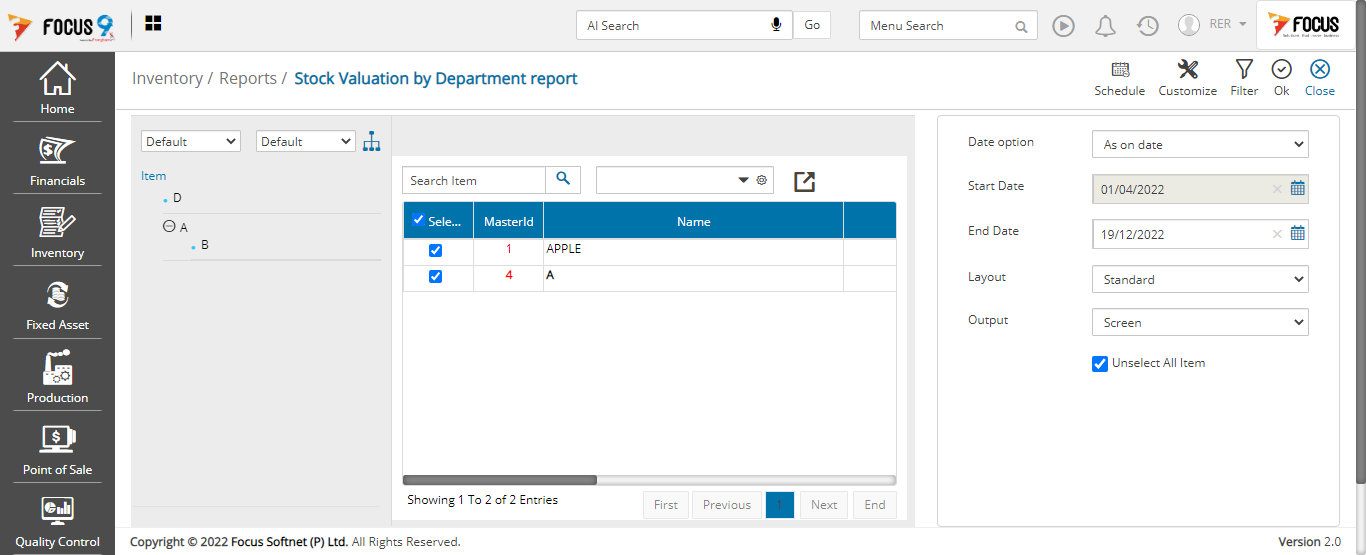 FOCUS 9
AI Search
Go
Menu Search
RER
FOCUS
Home
Financials
Inventory
Fixed Asset
Production
Point of Sale
Quality Control
Inventory / Reports / Stock Valuation by Department report
Schedule
Customize
Filter
Ok
Close
Default
Default
Item
D
A
B
Search Item
Sele...
MasterId
Name
1
APPLE
4
A
Showing 1 To 2 of 2 Entries
First
Previous
1
Next
End
Date option
As on date
Start Date
01/04/2022
End Date
19/12/2022
Layout
Standard
Output
Screen
Unselect All Item
Copyright © 2022 Focus Softnet (P) Ltd. All Rights Reserved.
Version 2.0